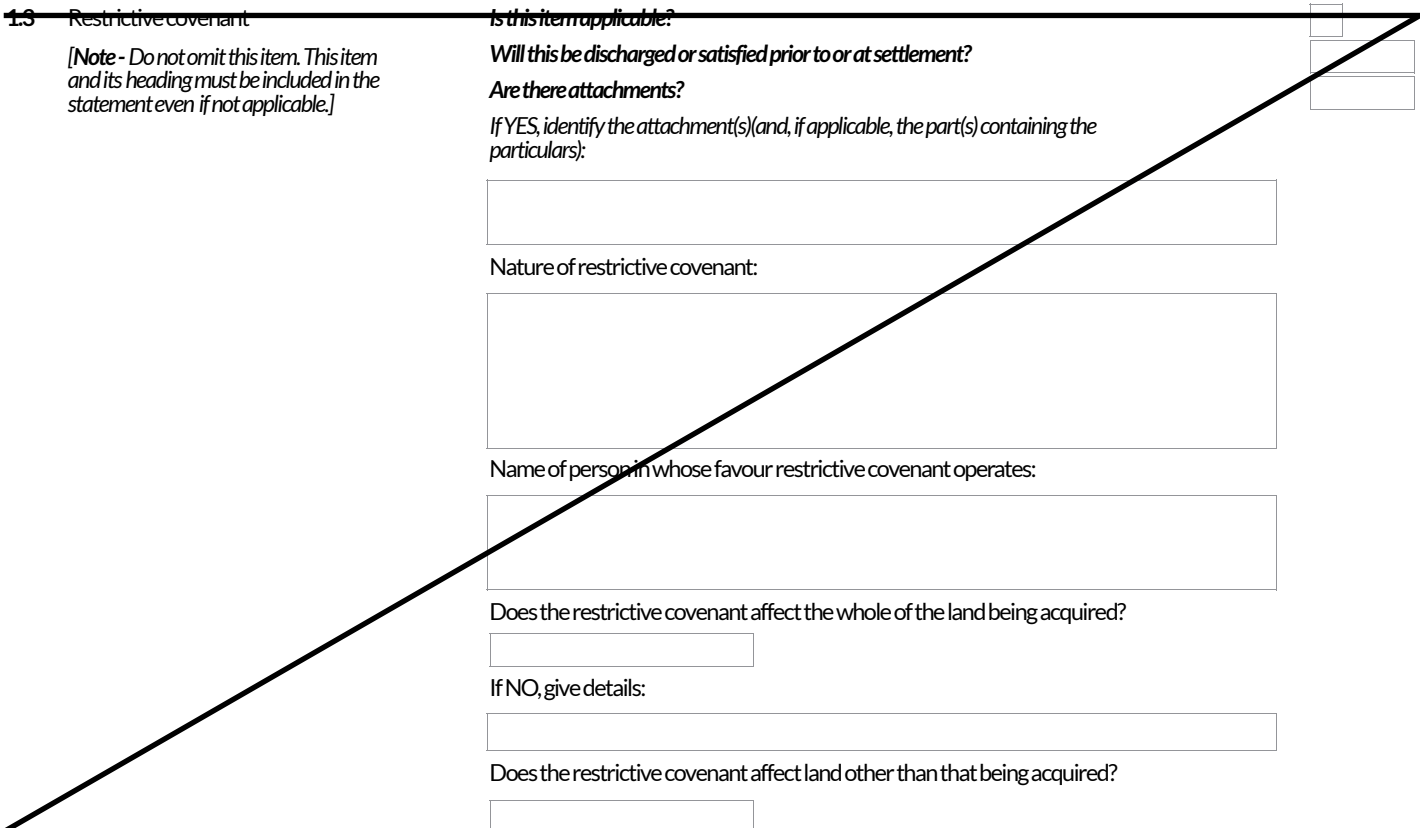 1.3 Restrictive covenant
[Note - Do not omit this item. This item
and its heading must be included in the
statement even if not applicable.]
Is this item applicable?
Will this be discharged or satisfied prior to or at settlement?
Are there attachments?
If YES, identify the attachment(s)(and, if applicable, the part(s) containing the
particulars):
Nature of restrictive covenant:
Name of person in whose favour restrictive covenant operates:
Does the restrictive covenant affect the whole of the land being acquired?
If NO, give details:
Does the restrictive covenant affect land other than that being acquired?